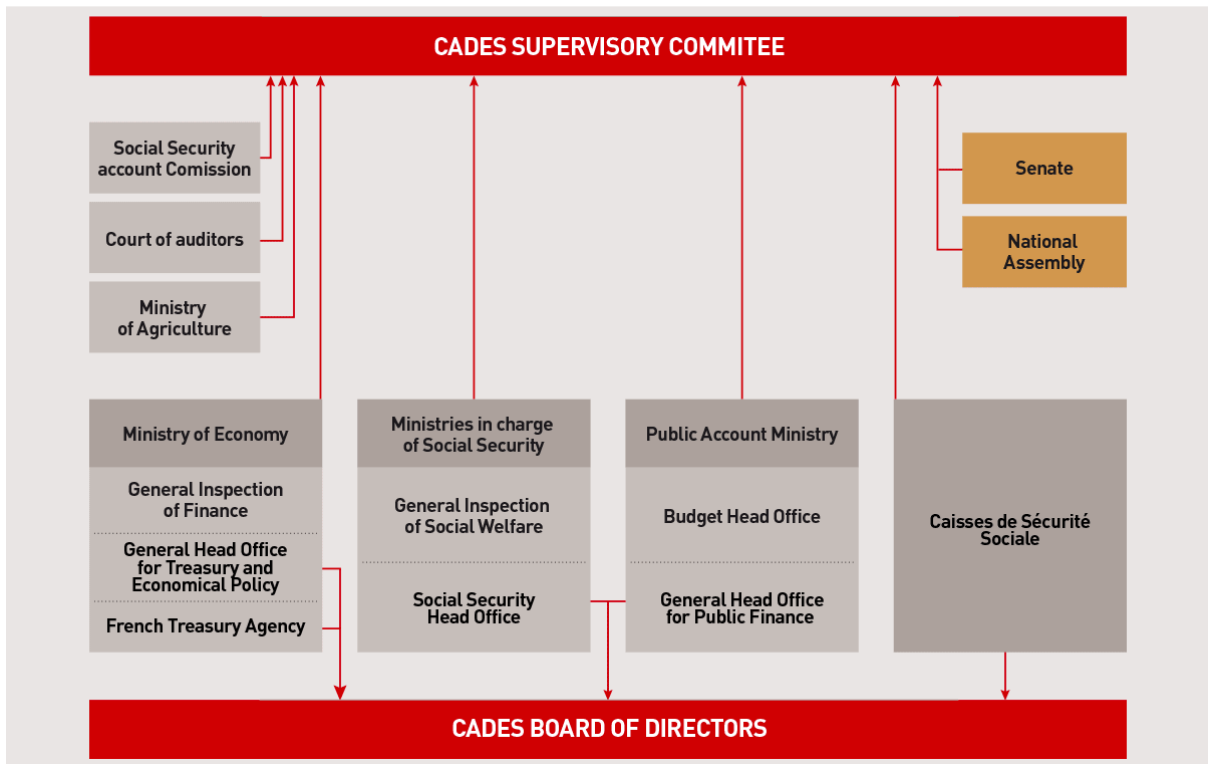 CADES SUPERVISORY COMMITEE
Social Security
account Comission
Court of auditors
Ministry
of Agriculture
Senate
National
Assembly
Ministry of Economy
General Inspection
of Finance
General Head Office
for Treasury and
Economical Policy
French Treasury Agency
Ministries in charge
of Social Security
General Inspection
of Social Welfare
Social Security
Head Office
Public Account Ministry
Budget Head Office
General Head Office
for Public Finance
Caisses de Sécurité
Sociale
CADES BOARD OF DIRECTORS